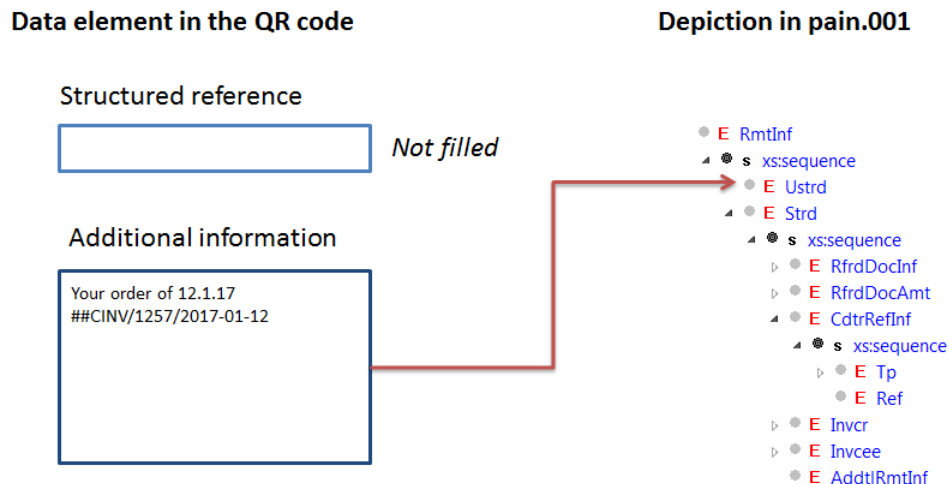 Data element in the QR code
Depiction in pain.001
Structured reference
Not filled
Additional information
Your order of 12.1.17
##CINV/1257/2017-01-12
E RmtInf
s xs:sequence
E Ustrd
E Strd
s xs:sequence
E RfrdDocInf
E RfrdDocAmt
E CdtrRefInf
s xs:sequence
E Tp
E Ref
E Invcr
E Invcee
E AddtlRmtInf